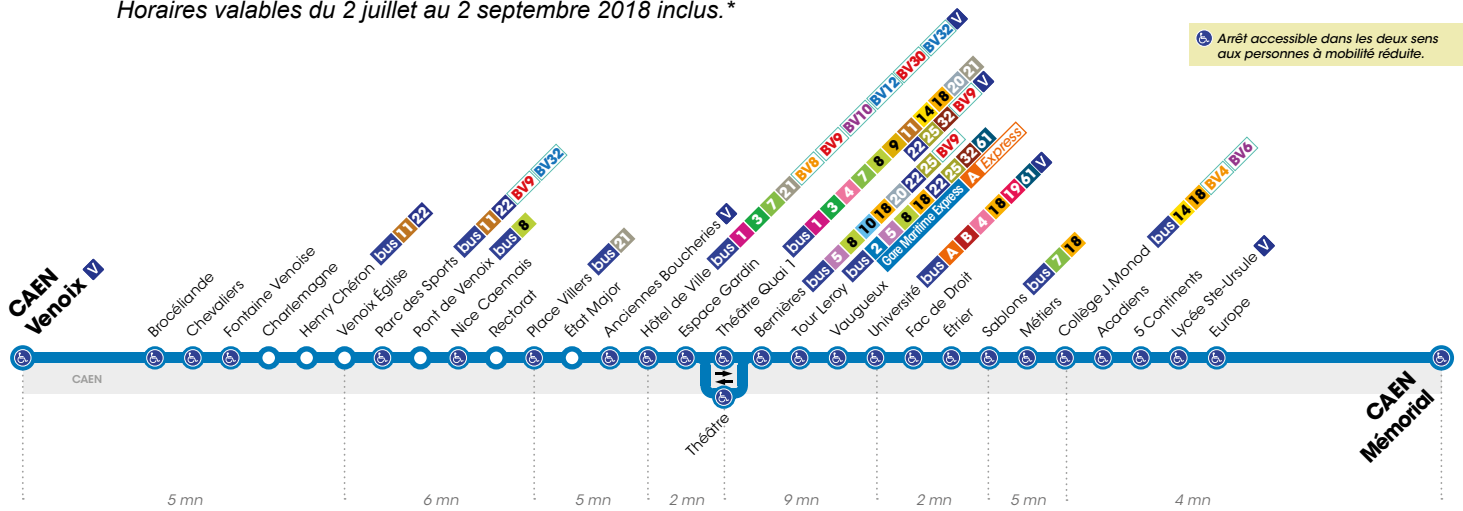 Horaires valables du 2 juillet au 2 septembre 2018 inclus.*
Arrêt accessible dans les deux sens
aux personnes à mobilité réduite.
CAEN
Venoix V
Brocéliande
Chevaliers
Fontaine Venoise
Charlemagne
Henry Chéron bus 11 22
Venoix Église
Parc des Sports bus 11 22 BV9 BV32
Pont de Venoix bus 8
Nice Caennais
Rectorat
Place Villers bus 21
État Major
Anciennes Boucheries V
Hôtel de Ville bus 1 3 7 21 BV8 BV9 BV10 BV12 BV30 BV32 V
Espace Gardin
Théâtre Quai 1 bus 1 3 4 7 8 9 11 14 18 20 21
22 25 32 BV9 V
Bernières bus 5 8 10 18 20 22 25 BV9
Tour Leroy bus 2 5 8 18 22 25 32 61
Gare Maritime Express A Express
Vaugueux
Université bus A B 4 18 19 61 V
Fac de Droit
Étrier
Sablons bus 7 18
Métiers
Collège J.Monod bus 14 18 BV4 BV6
Acadiens
5 Continents
Lycée Ste-Ursule V
Europe
CAEN
Mémorial
CAEN
Théâtre
5 mn
6 mn
5 mn
2 mn
9 mn
2 mn
5 mn
4 mn